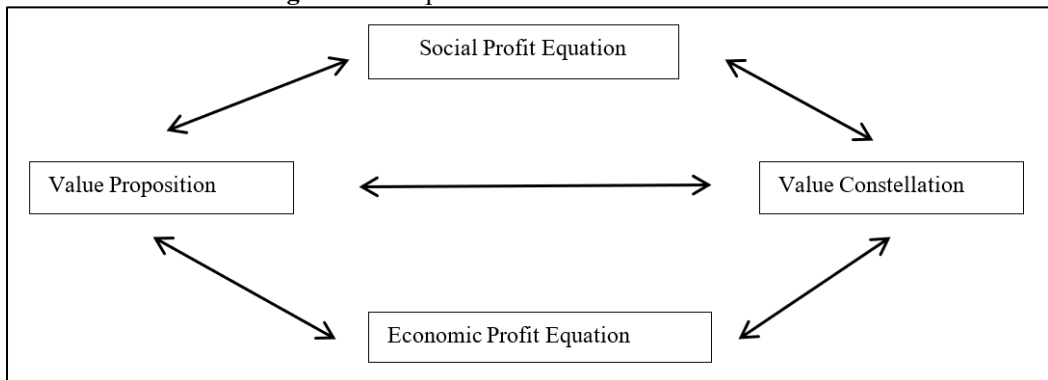 Social Profit Equation
Value Proposition
Value Constellation
Economic Profit Equation